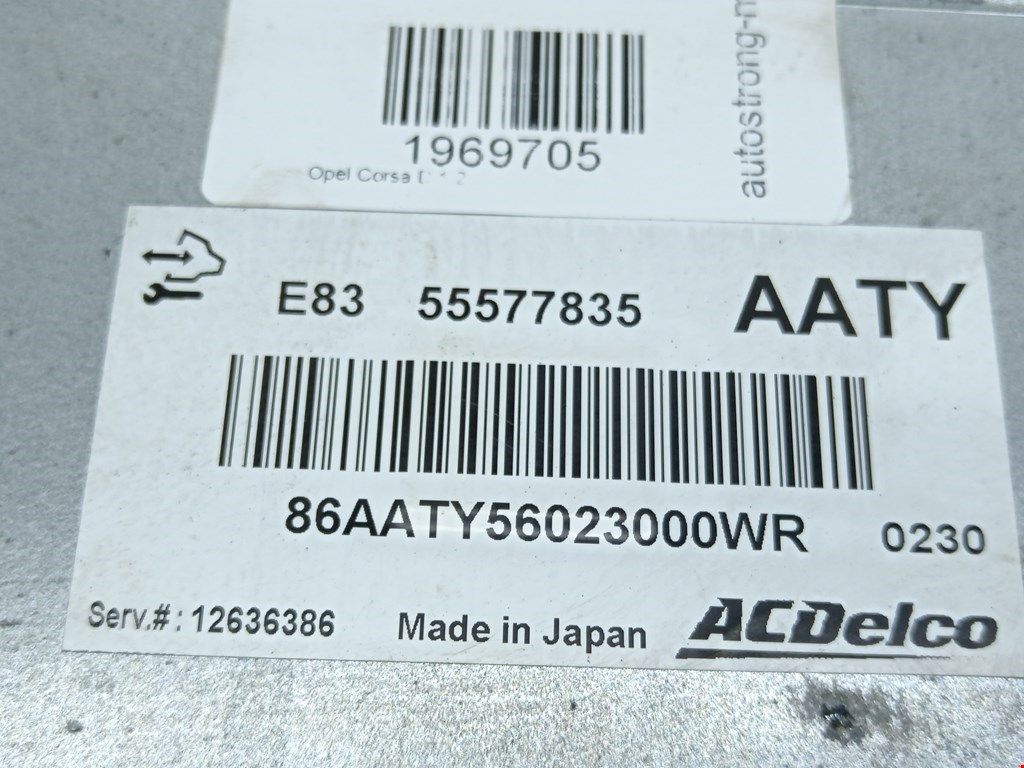 1969705
Opel Corsa
autostrong-
E83 55577835 AATY
86AATY56023000WR 0230
Serv.#: 12636386 Made in Japan ACDelco